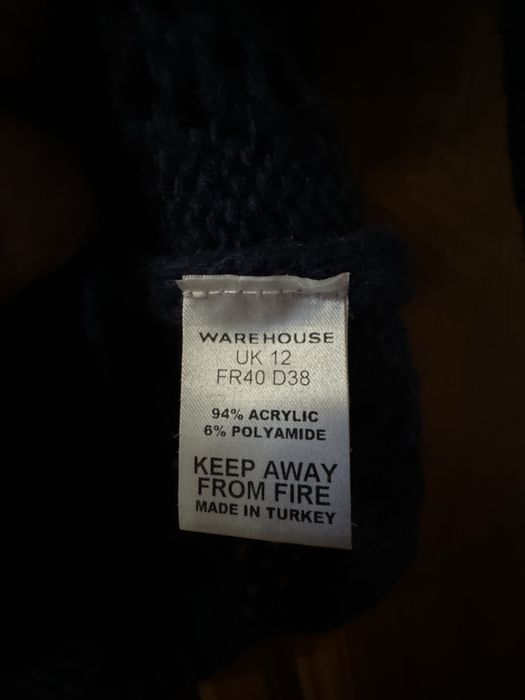 WAREHOUSE
UK 12
FR40 D38
94% ACRYLIC
6% POLYAMIDE
KEEP AWAY
FROM FIRE
MADE IN TURKEY